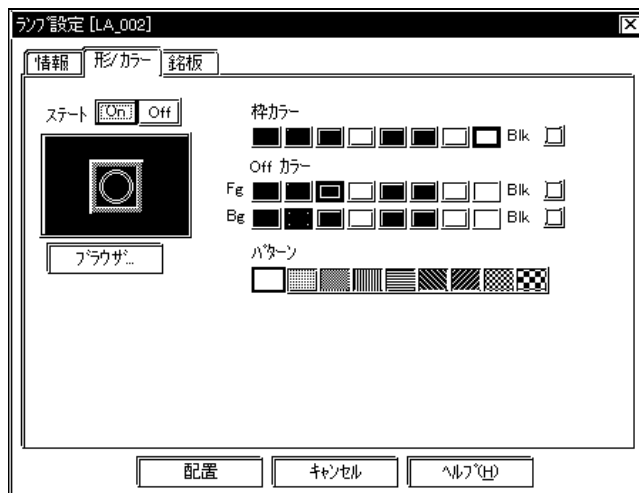 ランプ設定 [LA_002]
情報 形/カラー 銘板
ステート On Off
枠カラー
Blk
Off カラー
Fg Blk
Bg Blk
ブラウザ...
パターン
配置 キャンセル ヘルプ(H)